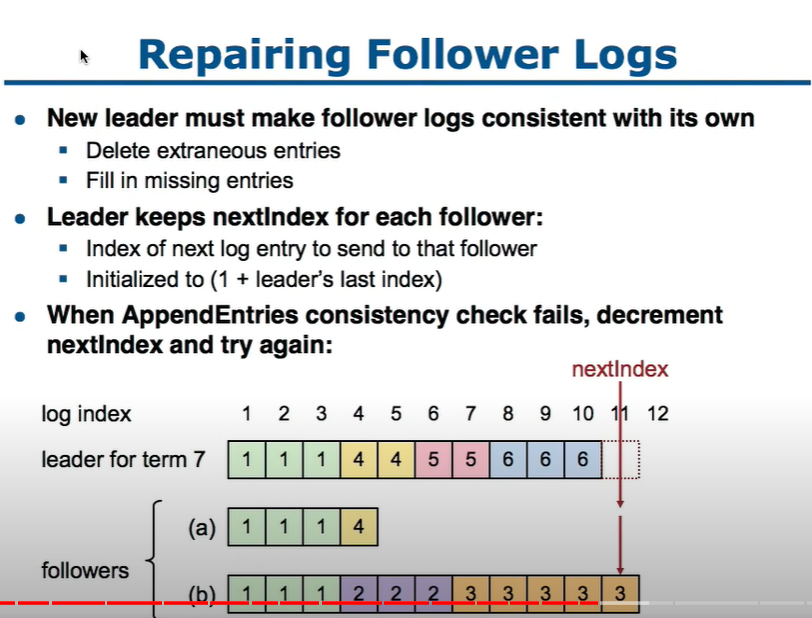 Repairing Follower Logs
New leader must make follower logs consistent with its own
Delete extraneous entries
Fill in missing entries
Leader keeps nextIndex for each follower:
Index of next log entry to send to that follower
Initialized to (1 + leader's last index)
When AppendEntries consistency check fails, decrement
nextIndex and try again:
nextIndex
log index 1 2 3 4 5 6 7 8 9 10 11 12
leader for term 7 1 1 1 4 4 5 5 6 6 6
(a) 1 1 1 4
followers
(b) 1 1 1 2 2 2 3 3 3 3 3